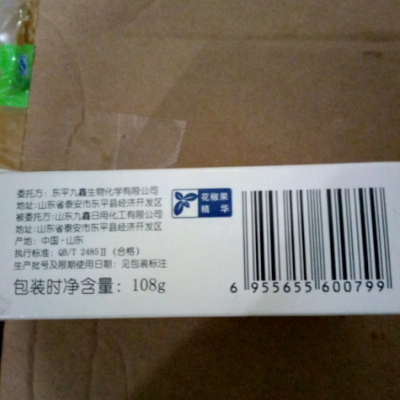 委托方：东平九鑫生物化学有限公司
地址：山东省泰安市东平县经济开发区
被委托方：山东九鑫日用化工有限公司
地址：山东省泰安市东平县经济开发区
产地：中国·山东
执行标准：QB/T 2485Ⅱ（合格）
生产批号及限期使用日期：见包装标注
包装时净含量：108g
花椒采
精华
6 955655 600799